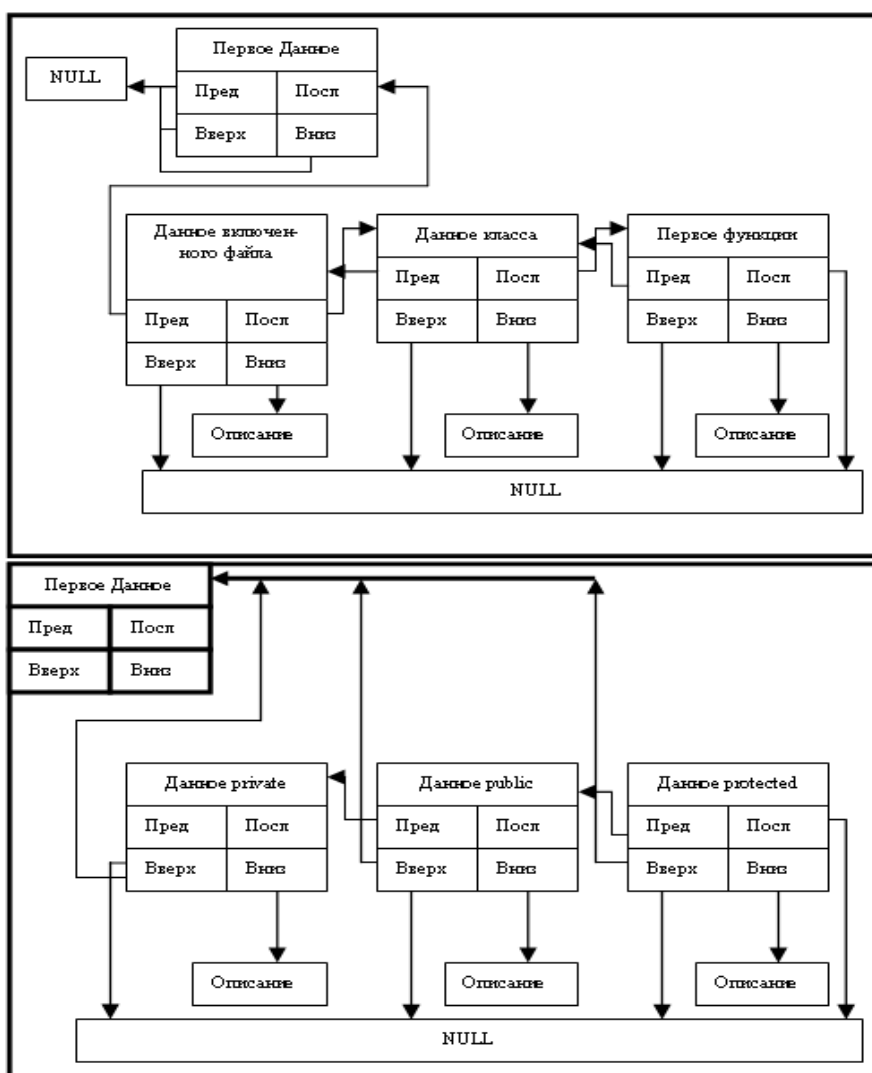 Первое Данное
NULL
Пред Посл
Вверх Вниз
Данное включен-
ного файла
Данное класса
Первое функции
Пред Посл
Пред Посл
Пред Посл
Вверх Вниз
Вверх Вниз
Вверх Вниз
Описание
Описание
Описание
NULL
Первое Данное
Пред Посл
Вверх Вниз
Данное private
Данное public
Данное protected
Пред Посл
Пред Посл
Пред Посл
Вверх Вниз
Вверх Вниз
Вверх Вниз
Описание
Описание
Описание
NULL